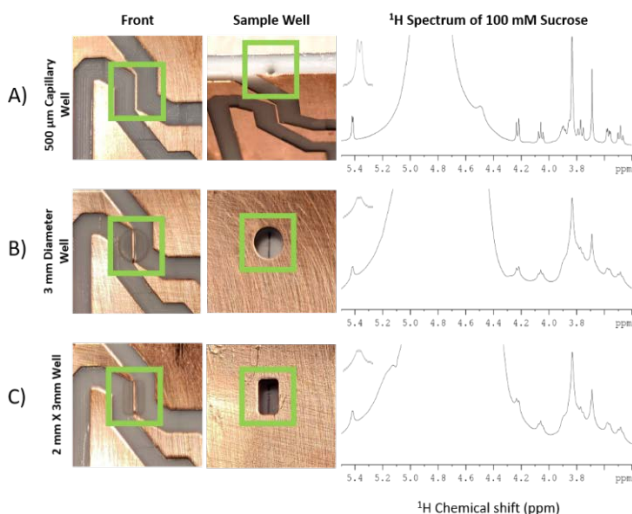 Front
Sample Well
¹H Spectrum of 100 mM Sucrose
A)
500 µm Capillary
Well
5.4 5.2 5.0 4.8 4.6 4.4 4.2 4.0 3.8 ppm
B)
3 mm Diameter
Well
5.4 5.2 5.0 4.8 4.6 4.4 4.2 4.0 3.8 ppm
C)
2 mm X 3mm Well
5.4 5.2 5.0 4.8 4.6 4.4 4.2 4.0 3.8 ppm
¹H Chemical shift (ppm)